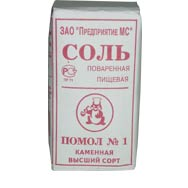 ЗАО "Предприятие МС"
СОЛЬ
ПОВАРЕННАЯ
ПИЩЕВАЯ
ПОМОЛ № 1
КАМЕННАЯ
ВЫСШИЙ СОРТ